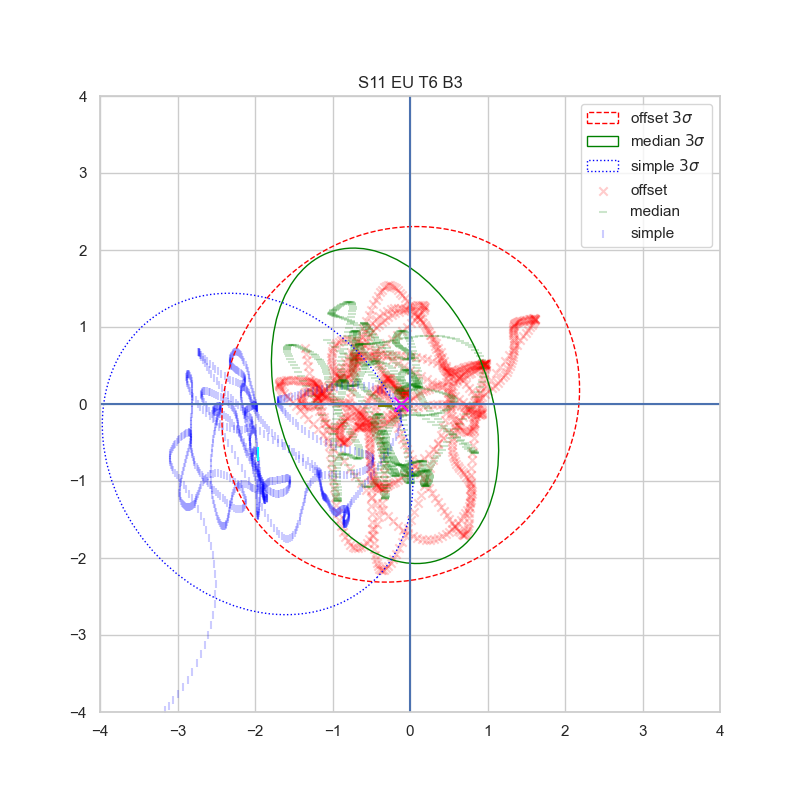 S11 EU T6 B3
offset 3σ
median 3σ
simple 3σ
offset
median
simple
4
3
2
1
0
−1
−2
−3
−4
−4 −3 −2 −1 0 1 2 3 4